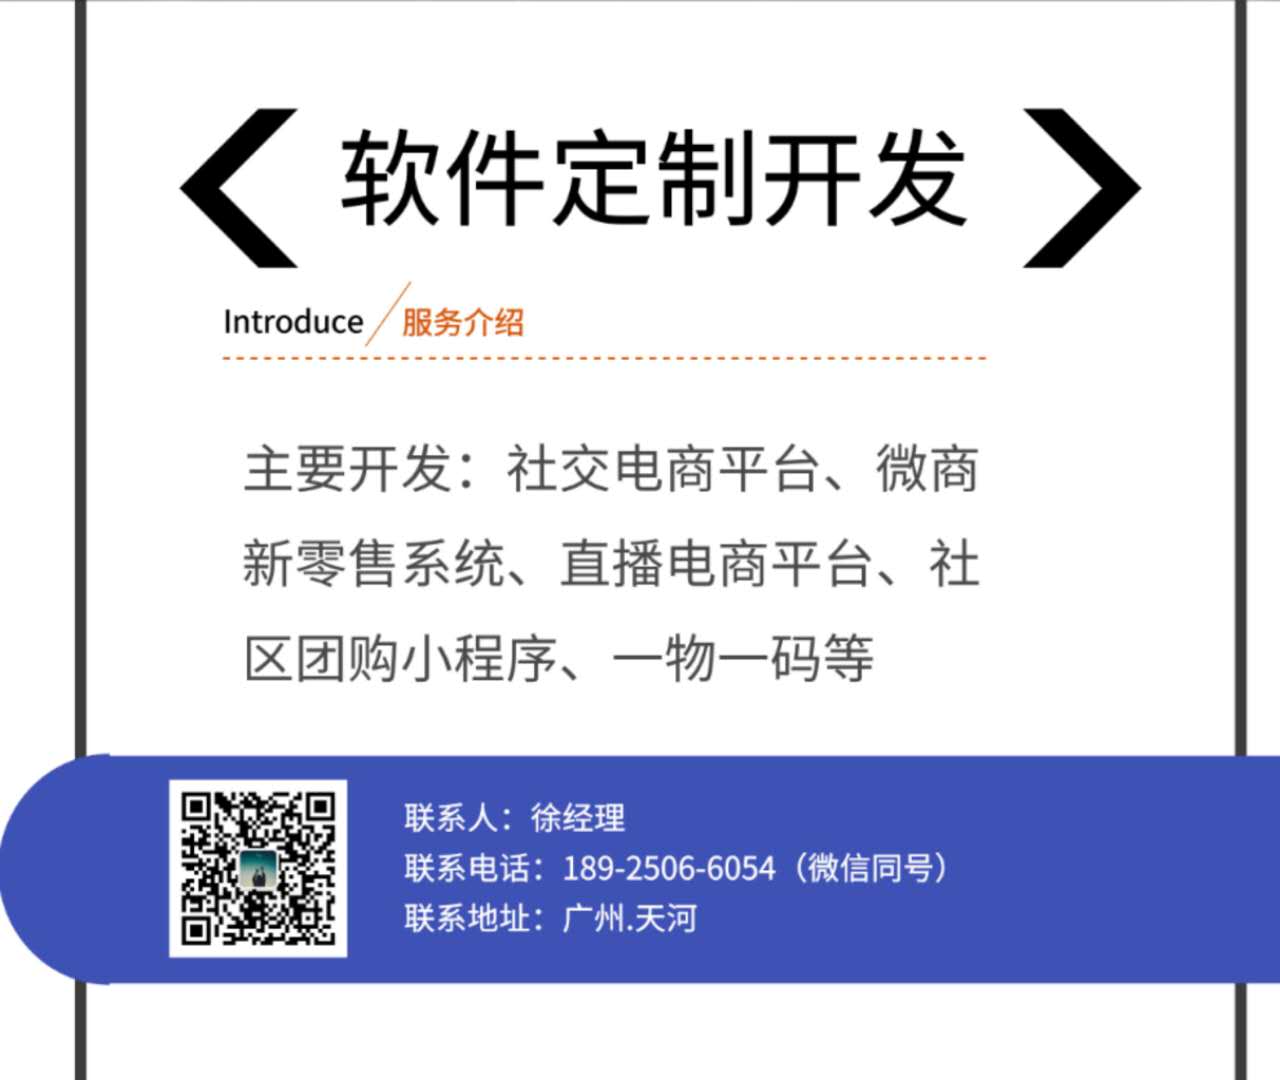 软件定制开发
Introduce 服务介绍
主要开发：社交电商平台、微商
新零售系统、直播电商平台、社
区团购小程序、一物一码等
联系人：徐经理
联系电话：189-2506-6054（微信同号）
联系地址：广州.天河